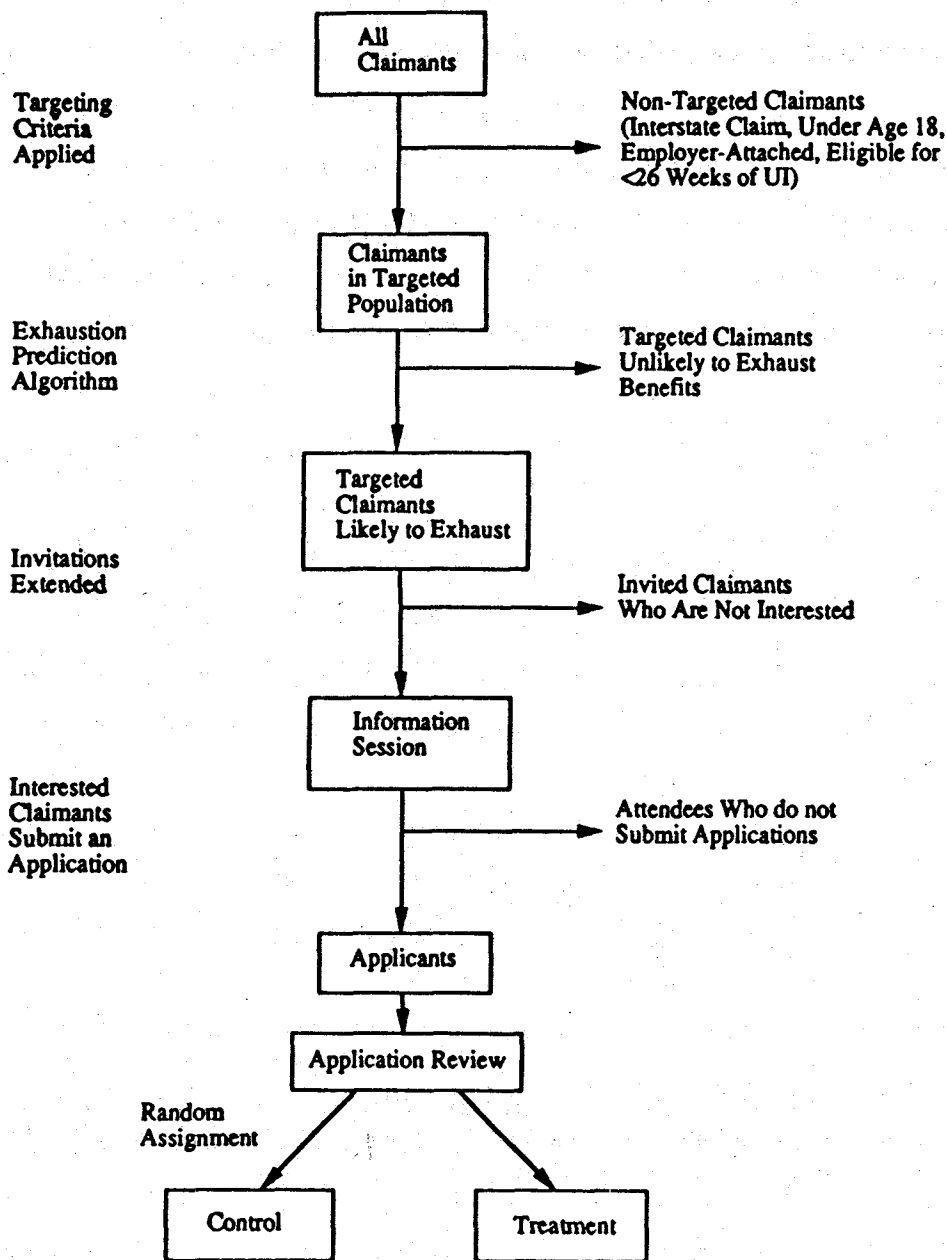 All
Claimants
Targeting
Criteria
Applied
Non-Targeted Claimants
(Interstate Claim, Under Age 18,
Employer-Attached, Eligible for
<26 Weeks of UI)
Claimants
in Targeted
Population
Exhaustion
Prediction
Algorithm
Targeted Claimants
Unlikely to Exhaust
Benefits
Targeted
Claimants
Likely to Exhaust
Invitations
Extended
Invited Claimants
Who Are Not Interested
Information
Session
Interested
Claimants
Submit an
Application
Attendees Who do not
Submit Applications
Applicants
Application Review
Random
Assignment
Control
Treatment